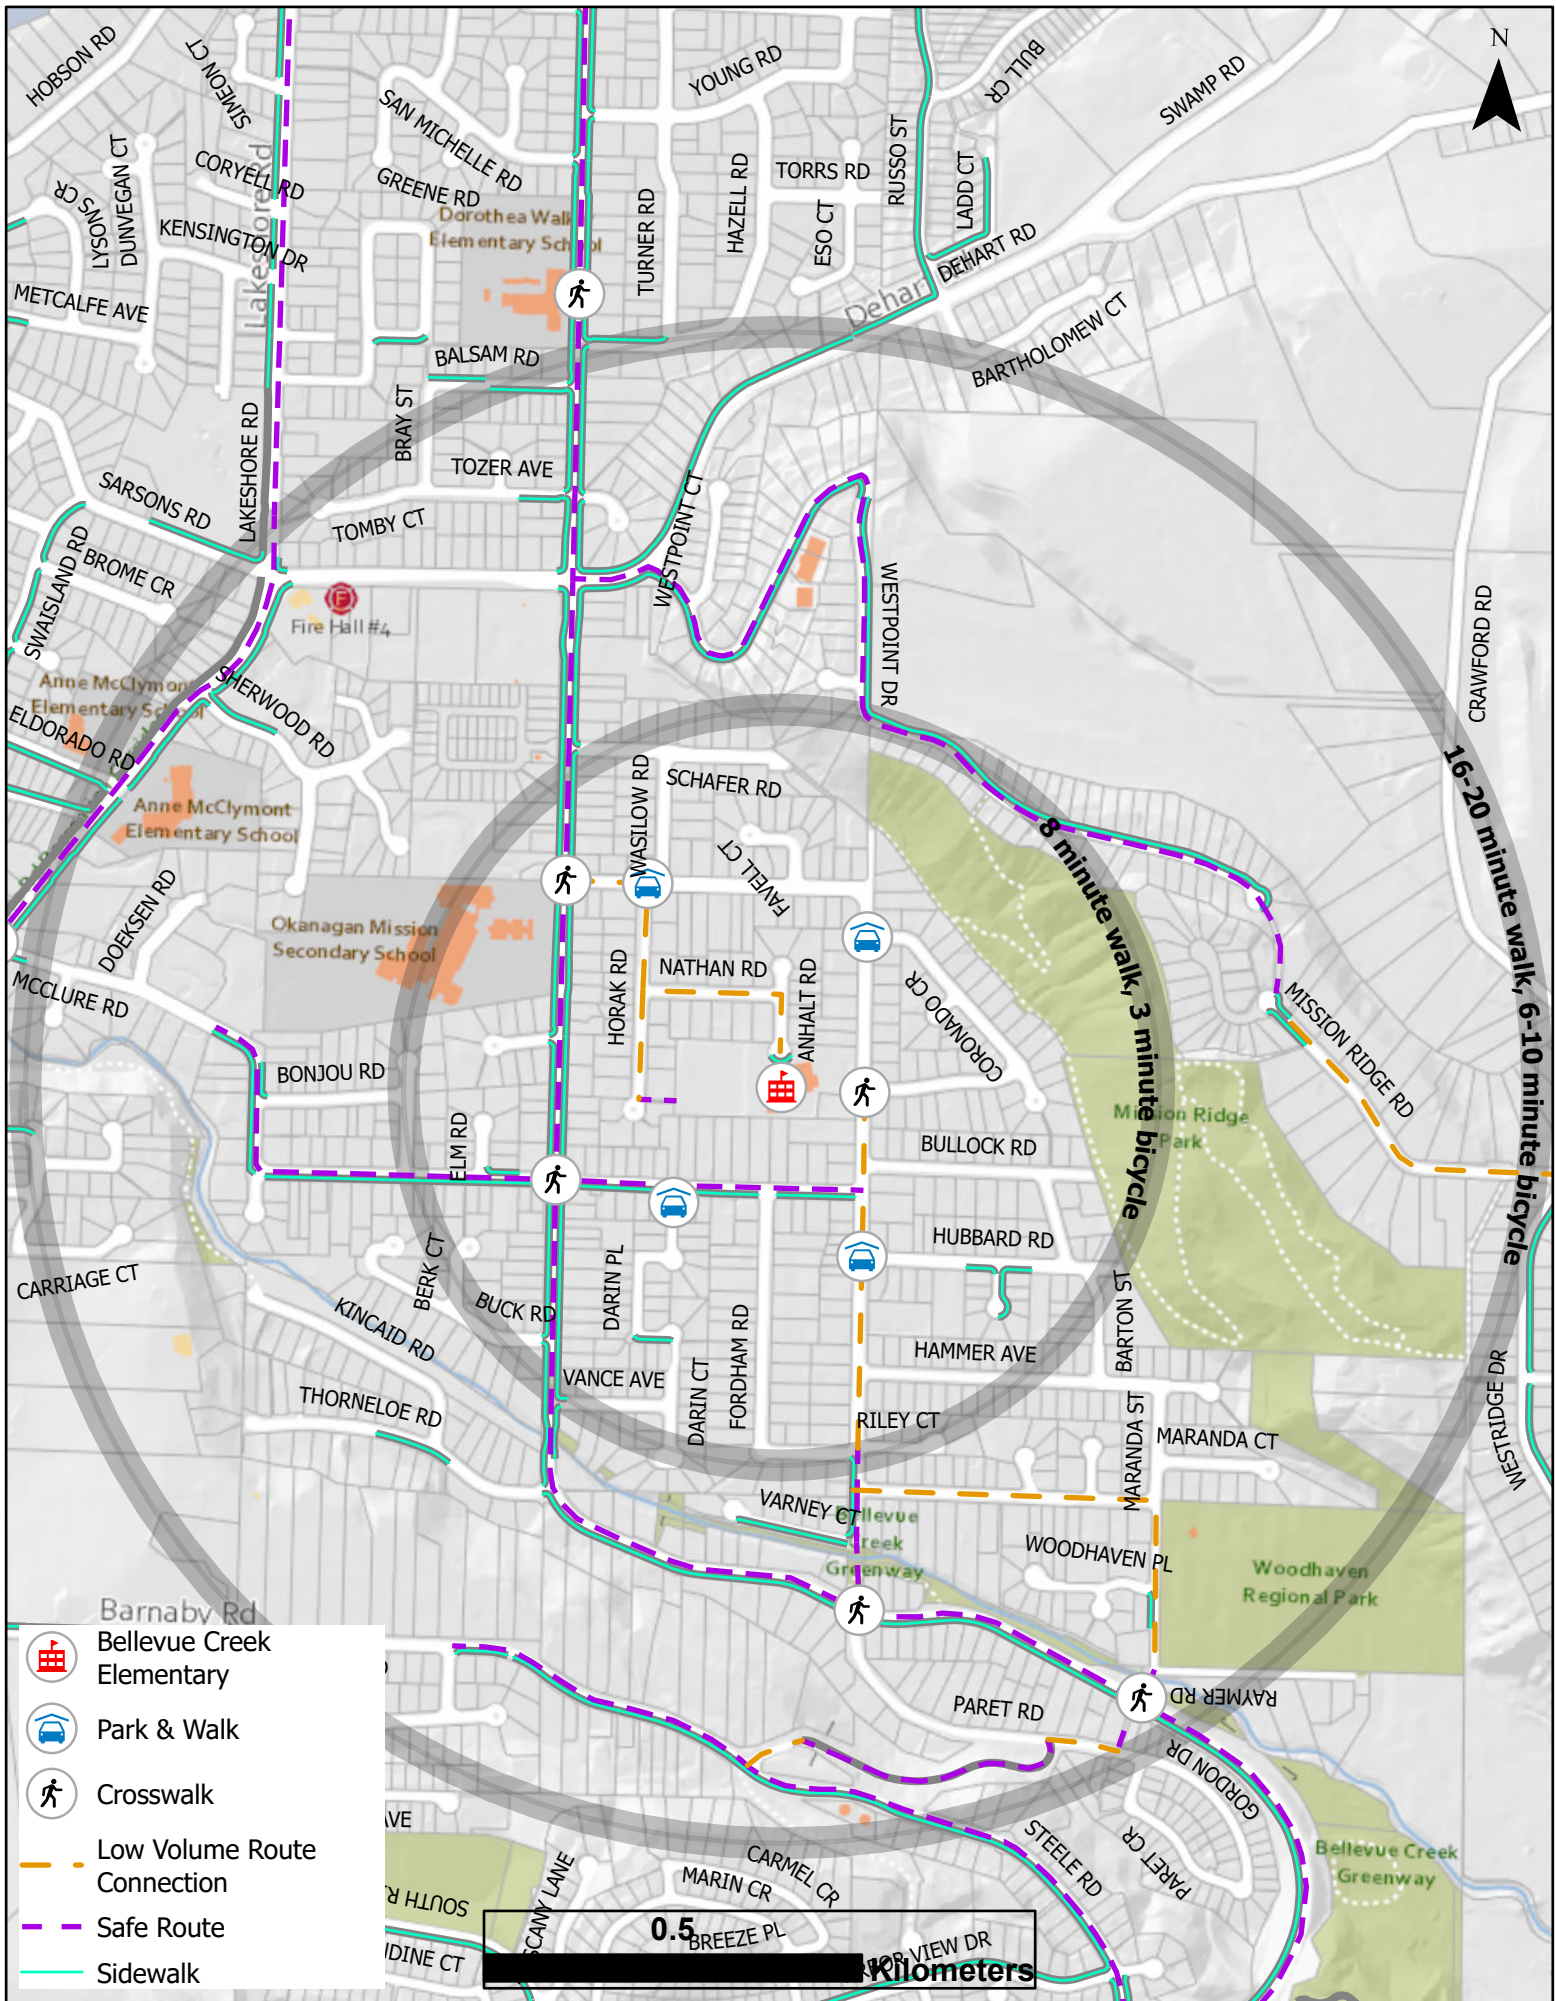 N
HOBSON RD
SIMEON CT
YOUNG RD
BULL CR
SWAMP RD
SAN MICHELLE RD
DUNVEGAN CT
CORYELL RD
GREENE RD
TORRS RD
RUSSO ST
LADD CT
HAZELL RD
TURNER RD
ESO CT
LYSONS CR
KENSINGTON DR
Lakeshore Rd
Dorothea Walk
Elementary School
DEHART RD
METCALFE AVE
BALSAM RD
BARTHOLOMEW CT
BRAY ST
LAKESHORE RD
TOZER AVE
SARSONS RD
TOMBY CT
WESTPOINT CT
BROME CR
SWAISLAND RD
F
Fire Hall #4
WESTPOINT DR
CRAWFORD RD
SHERWOOD RD
Anne McClymon
Elementary School
ELDORADO RD
Anne McClymont
Elementary School
SCHAFER RD
WASILOW RD
FAVELL CT
8 minute walk, 3 minute bicycle
16-20 minute walk, 6-10 minute bicycle
DOEKSEN RD
Okanagan Mission
Secondary School
HORAK RD
NATHAN RD
ANHALT RD
CORONADO CR
MCCLURE RD
MISSION RIDGE RD
BONJOU RD
Mission Ridge
Park
ELM RD
BULLOCK RD
HUBBARD RD
CARRIAGE CT
BERK CT
DARIN PL
BUCK RD
KINCAID RD
BARTON ST
FORDHAM RD
HAMMER AVE
VANCE AVE
DARIN CT
WESTRIDGE DR
THORNELOE RD
RILEY CT
MARANDA ST
MARANDA CT
VARNEY CT
Bellevue
Creek
Greenway
WOODHAVEN PL
Woodhaven
Regional Park
Barnaby Rd
PARET RD
RAYMER RD
GORDON DR
STEELE RD
PARET CR
Bellevue Creek
Greenway
CARMEL CR
MARIN CR
BREEZE PL
AVE
Bellevue Creek
Elementary
Park & Walk
Crosswalk
Low Volume Route
Connection
Safe Route
Sidewalk
0.5
Kilometers